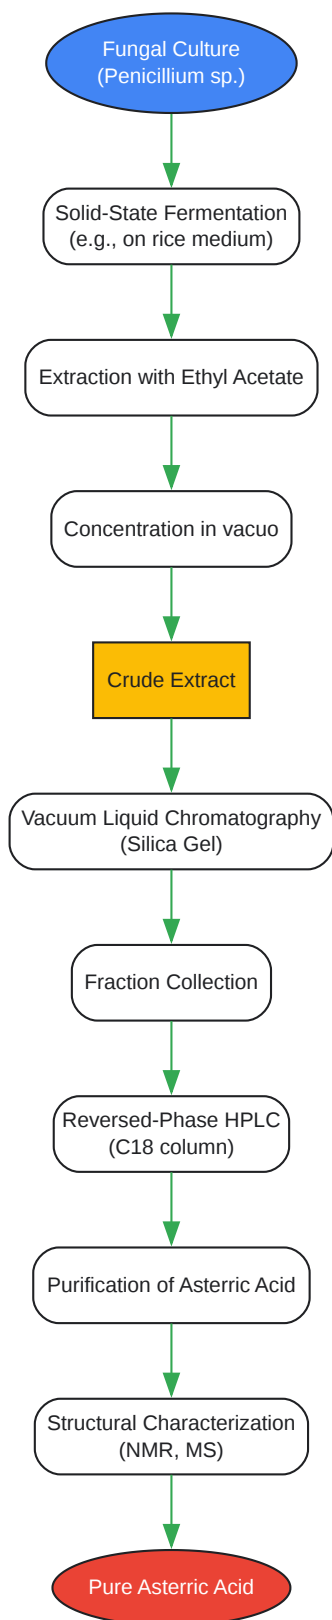 Fungal Culture
(Penicillium sp.)
Solid-State Fermentation
(e.g., on rice medium)
Extraction with Ethyl Acetate
Concentration in vacuo
Crude Extract
Vacuum Liquid Chromatography
(Silica Gel)
Fraction Collection
Reversed-Phase HPLC
(C18 column)
Purification of Asterric Acid
Structural Characterization
(NMR, MS)
Pure Asterric Acid